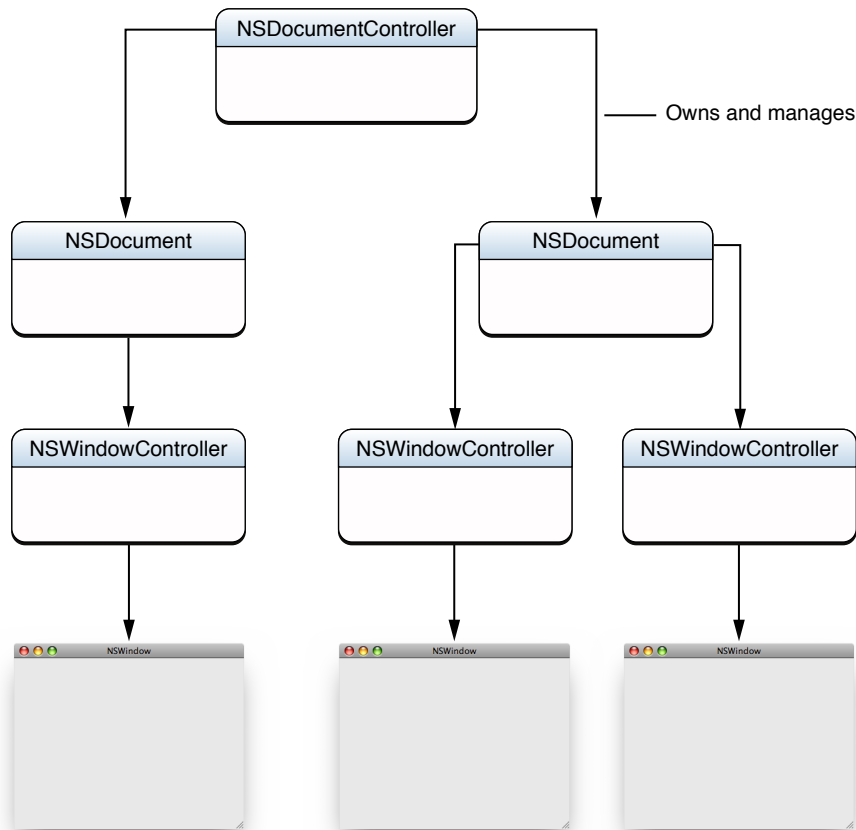 NSDocumentController
Owns and manages
NSDocument
NSDocument
NSWindowController
NSWindowController
NSWindowController
NSWindow
NSWindow
NSWindow